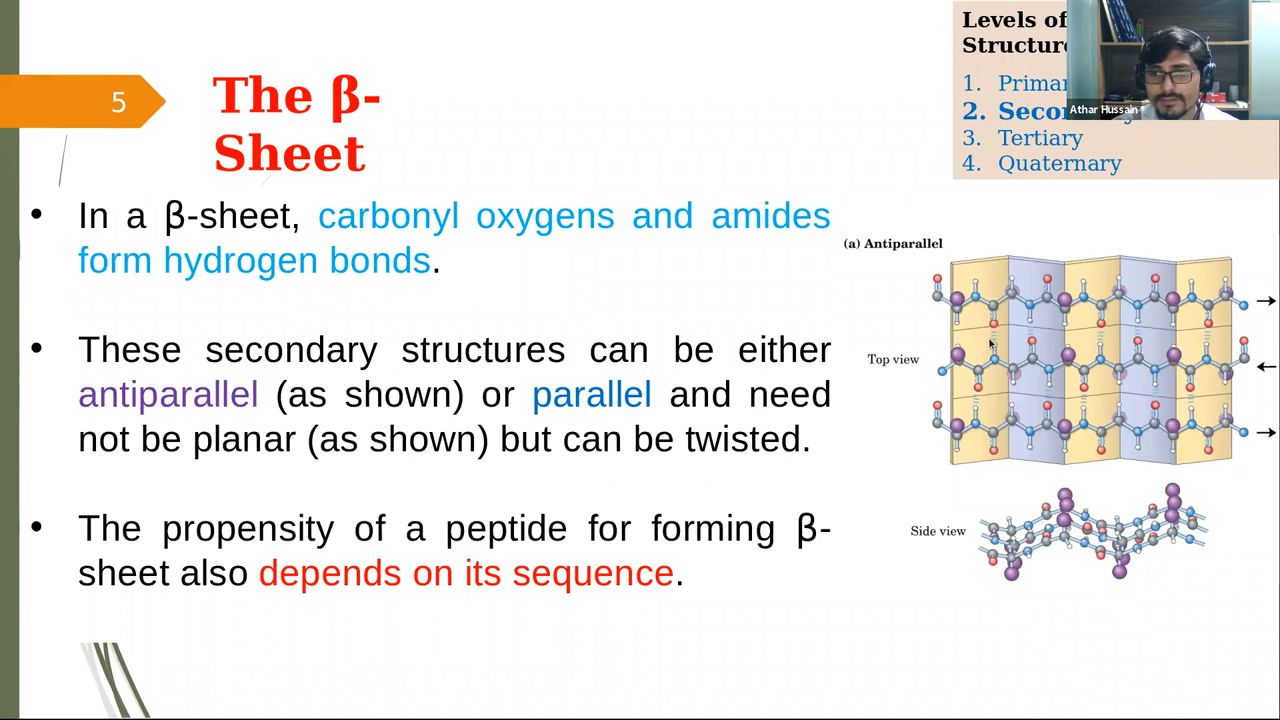 5
The β-
Sheet
Levels of
1.
2.
3. Tertiary
4. Quaternary
Athar Hussain
• In a β-sheet, carbonyl oxygens and amides
form hydrogen bonds.
• These secondary structures can be either
antiparallel (as shown) or parallel and need
not be planar (as shown) but can be twisted.
• The propensity of a peptide for forming β-
sheet also depends on its sequence.
(a) Antiparallel
Top view
Side view